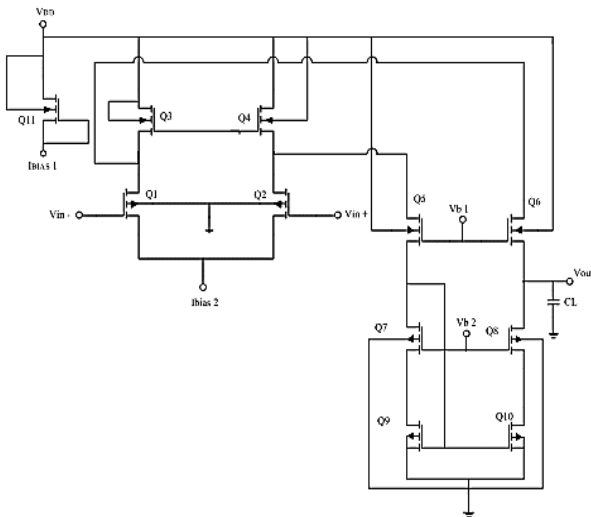 VDD
Q11
IBIAS 1
Q3
Q4
Q1
Q2
Vin -
Vin +
Ibias 2
Q5
Vb 1
Q6
Vou
CL
Q7
Vb 2
Q8
Q9
Q10